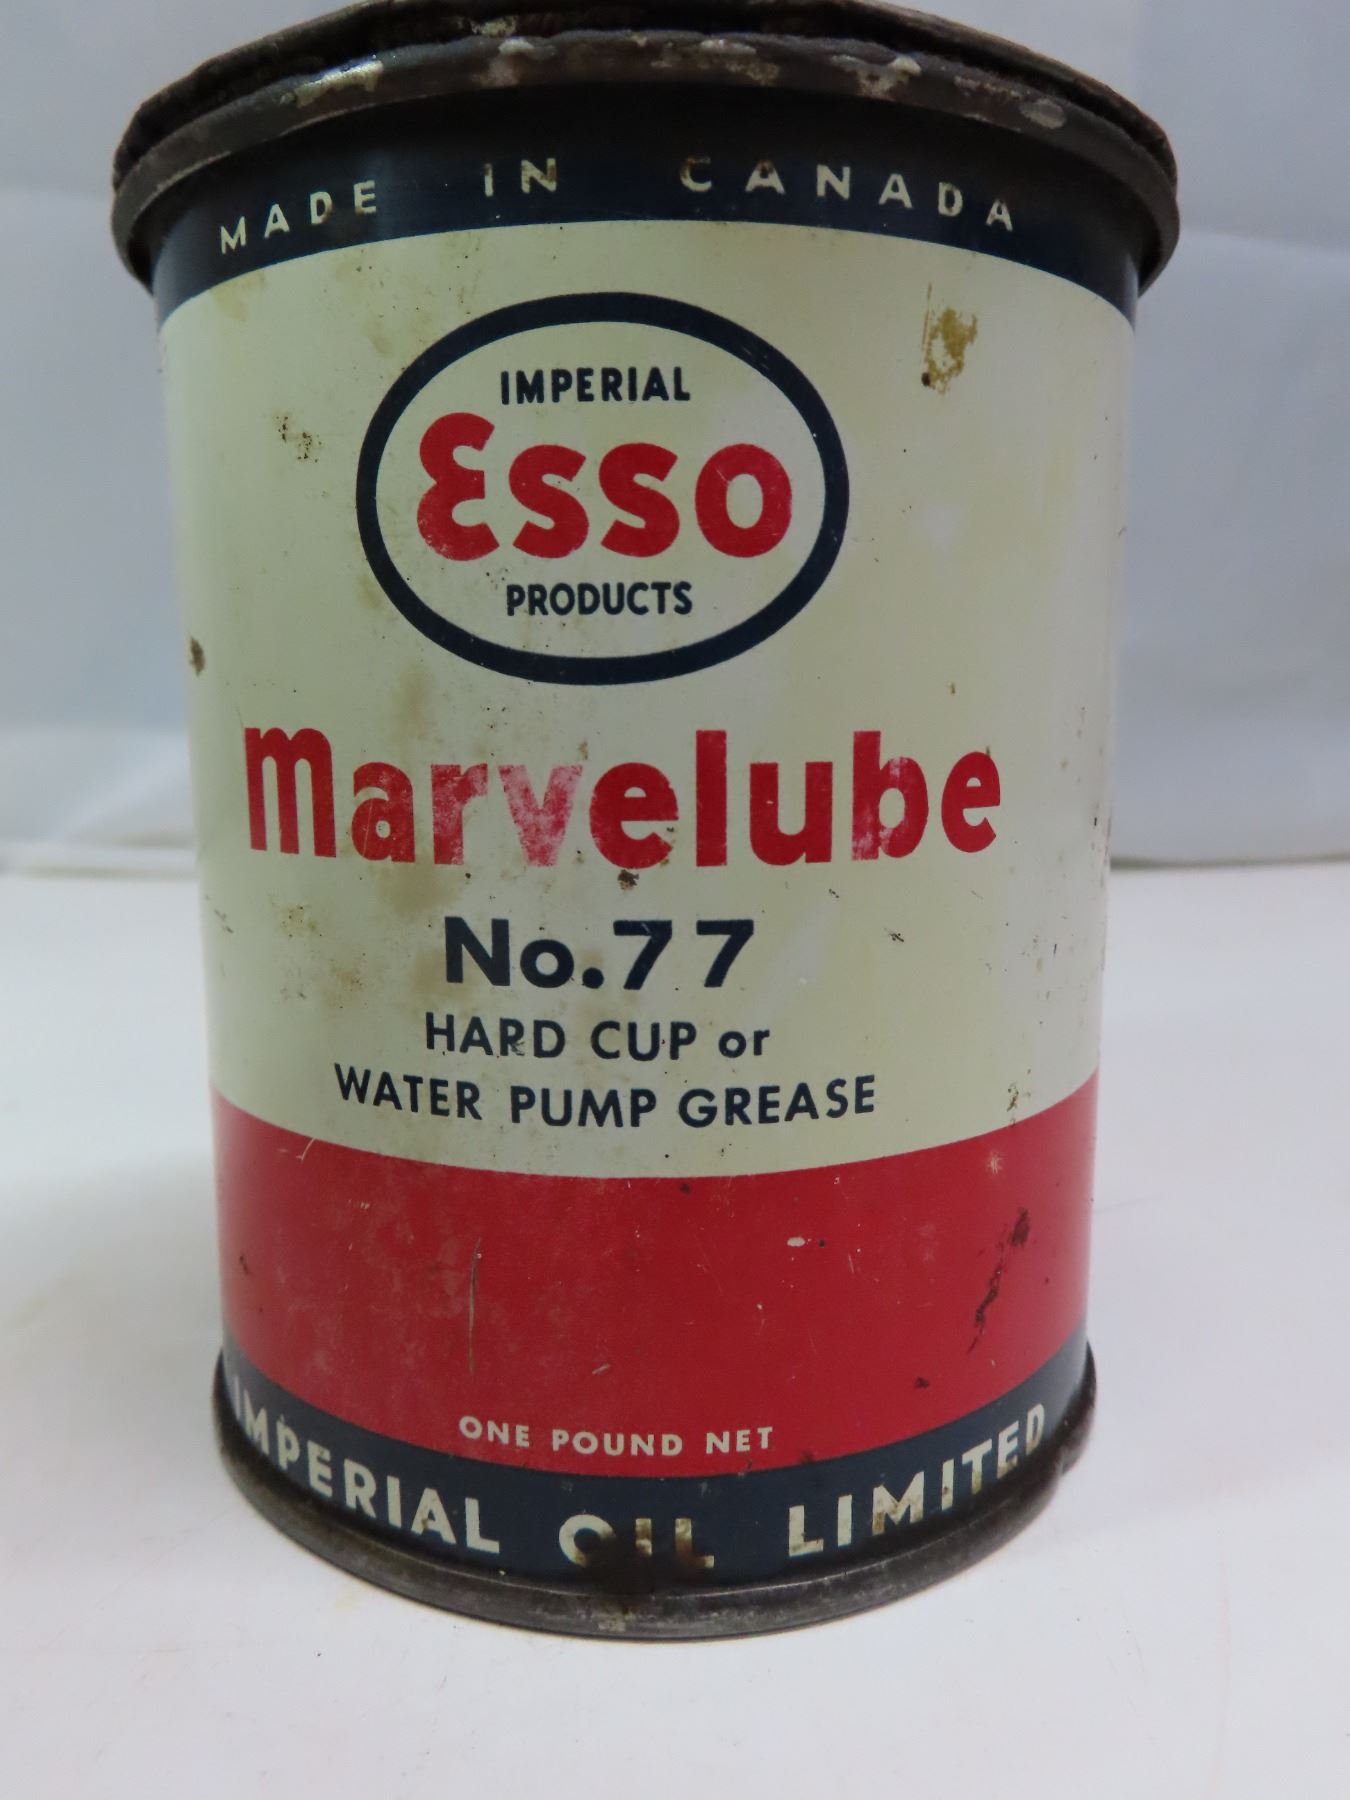 MADE IN CANADA
IMPERIAL
Esso
PRODUCTS
Marvelube
No. 77
HARD CUP or
WATER PUMP GREASE
ONE POUND NET
IMPERIAL OIL LIMITED